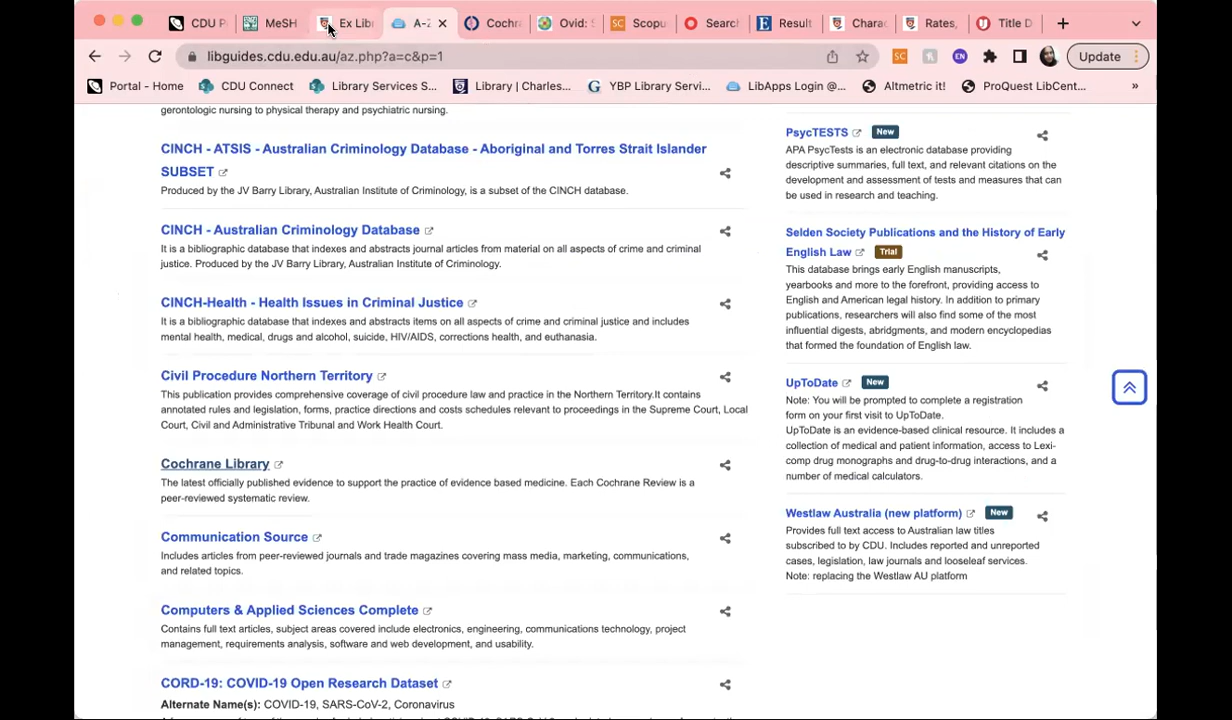 CDU P
MeSH
Ex Lib
A-Z
Cochr
Ovid: S
Scopu
Search
Result
Charac
Rates,
Title D
libguides.cdu.edu.au/az.php?a=c&p=1
SC
EN
Update
Portal - Home
CDU Connect
Library Services S...
Library | Charles...
YBP Library Servi...
LibApps Login @...
Altmetric it!
ProQuest LibCent...
»
gerontologic nursing to physical therapy and psychiatric nursing.
CINCH - ATSIS - Australian Criminology Database - Aboriginal and Torres Strait Islander
SUBSET
Produced by the JV Barry Library, Australian Institute of Criminology, is a subset of the CINCH database.
CINCH - Australian Criminology Database
It is a bibliographic database that indexes and abstracts journal articles from material on all aspects of crime and criminal
justice. Produced by the JV Barry Library, Australian Institute of Criminology.
CINCH-Health - Health Issues in Criminal Justice
It is a bibliographic database that indexes and abstracts items on all aspects of crime and criminal justice and includes
mental health, medical, drugs and alcohol, suicide, HIV/AIDS, corrections health, and euthanasia.
Civil Procedure Northern Territory
This publication provides comprehensive coverage of civil procedure law and practice in the Northern Territory.It contains
annotated rules and legislation, forms, practice directions and costs schedules relevant to proceedings in the Supreme Court, Local
Court, Civil and Administrative Tribunal and Work Health Court.
Cochrane Library
The latest officially published evidence to support the practice of evidence based medicine. Each Cochrane Review is a
peer-reviewed systematic review.
Communication Source
Includes articles from peer-reviewed journals and trade magazines covering mass media, marketing, communications,
and related topics.
Computers & Applied Sciences Complete
Contains full text articles, subject areas covered include electronics, engineering, communications technology, project
management, requirements analysis, software and web development, and usability.
CORD-19: COVID-19 Open Research Dataset
Alternate Name(s): COVID-19, SARS-CoV-2, Coronavirus
PsycTESTS New
APA PsycTests is an electronic database providing
descriptive summaries, full text, and relevant citations on the
development and assessment of tests and measures that can
be used in research and teaching.
Selden Society Publications and the History of Early
English Law Trial
This database brings early English manuscripts,
yearbooks and more to the forefront, providing access to
English and American legal history. In addition to primary
publications, researchers will also find some of the most
influential digests, abridgments, and modern encyclopedias
that formed the foundation of English law.
UpToDate New
Note: You will be prompted to complete a registration
form on your first visit to UpToDate.
UpToDate is an evidence-based clinical resource. It includes a
collection of medical and patient information, access to Lexi-
comp drug monographs and drug-to-drug interactions, and a
number of medical calculators.
Westlaw Australia (new platform) New
Provides full text access to Australian law titles
subscribed to by CDU. Includes reported and unreported
cases, legislation, law journals and looseleaf services.
Note: replacing the Westlaw AU platform